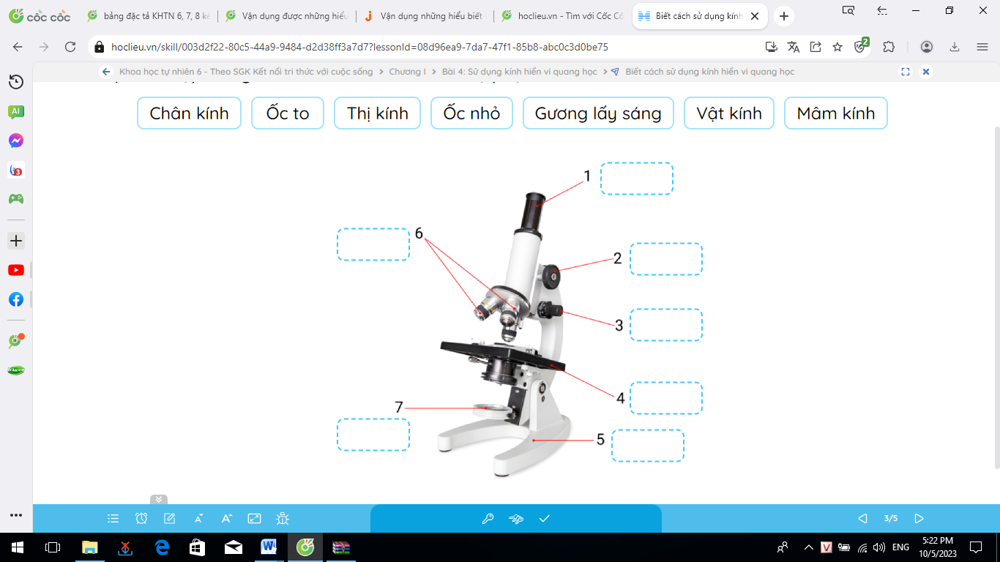 cốc cốc
bảng đặc tả KHTN 6, 7, 8 kế
Vận dụng được những hiểu
Vận dụng những hiểu biết
hoclieu.vn - Tìm với Cốc Cố
Biết cách sử dụng kính
hoclieu.vn/skill/003d2f22-80c5-44a9-9484-d2d38ff3a7d7?lessonId=08d96ea9-7da7-47f1-85b8-abc0c3d0be75
2
Khoa học tự nhiên 6 - Theo SGK Kết nối tri thức với cuộc sống > Chương I > Bài 4: Sử dụng kính hiển vi quang học > Biết cách sử dụng kính hiển vi quang học
AI
3
Chân kính
Ốc to
Thị kính
Ốc nhỏ
Gương lấy sáng
Vật kính
Mâm kính
1
6
2
3
4
7
5
A
A
3/5
W
V
ENG
5:22 PM
10/5/2023